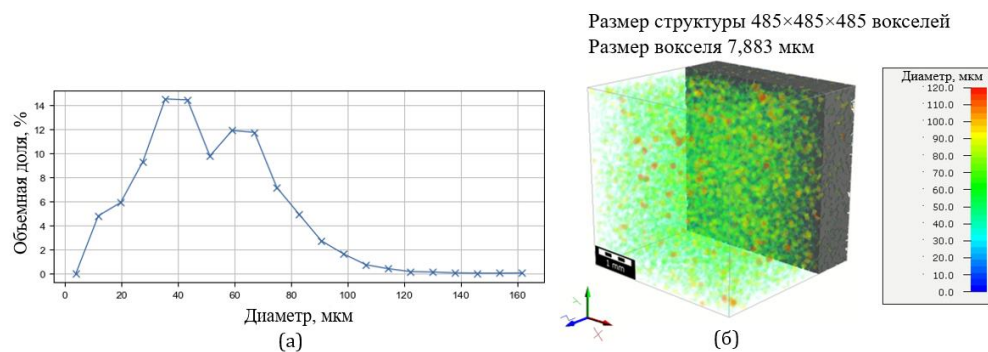 Размер структуры 485×485×485 вокселей
Размер вокселя 7,883 мкм
Объемная доля, %
14
12
10
8
6
4
2
0
0 20 40 60 80 100 120 140 160
Диаметр, мкм
(а)
1 mm
Z Y X
(б)
Диаметр, мкм
120.0
110.0
100.0
90.0
80.0
70.0
60.0
50.0
40.0
30.0
20.0
10.0
0.0